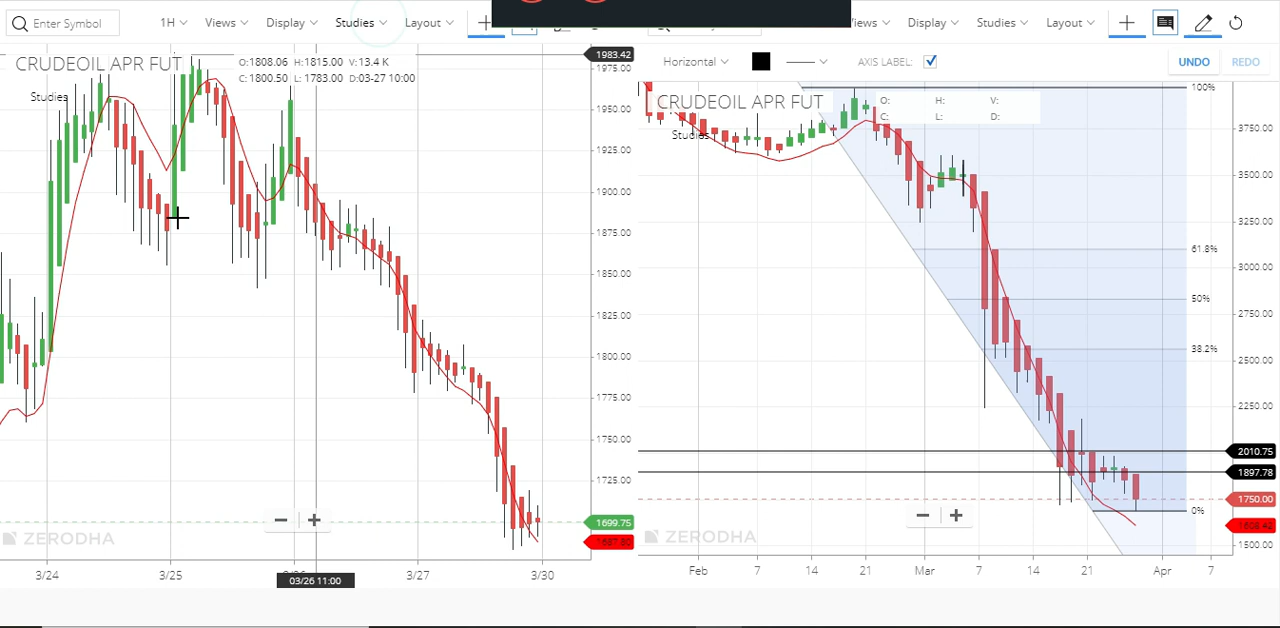 Enter Symbol
1H Views Display Studies Layout
iews Display Studies Layout
CRUDEOIL APR FUT
O:1808.06 H:1815.00 V:13.4 K
C: 1800.50 L: 1783.00 D:03-27 10:00
Studies
1983.42
1975.00
1950.00
1925.00
1900.00
1875.00
1850.00
1825.00
1800.00
1775.00
1750.00
1725.00
1699.75
1687.80
ZERODHA
3/24 3/25 3/27 3/30
03/26 11:00
Horizontal AXIS LABEL: UNDO REDO
CRUDEOIL APR FUT
O: H: V:
C: L: D:
Studies
100%
61.8%
50%
38.2%
0%
3750.00
3500.00
3250.00
3000.00
2750.00
2500.00
2250.00
2010.75
1897.78
1750.00
1608.42
1500.00
ZERODHA
Feb 7 14 21 Mar 7 14 21 Apr 7